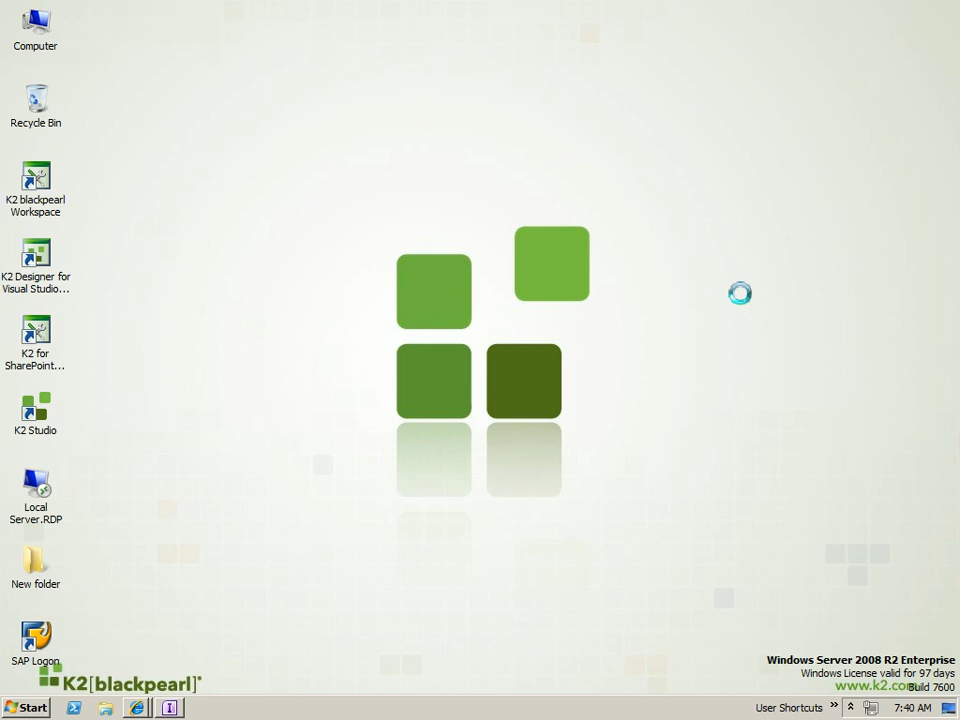 Computer
Recycle Bin
K2 blackpearl
Workspace
K2 Designer for
Visual Studio...
K2 for
SharePoint...
K2 Studio
Local
Server.RDP
New folder
SAP Logon
K2[blackpearl]
Windows Server 2008 R2 Enterprise
Windows License valid for 97 days
www.k2.com
Build 7600
Start
User Shortcuts
7:40 AM